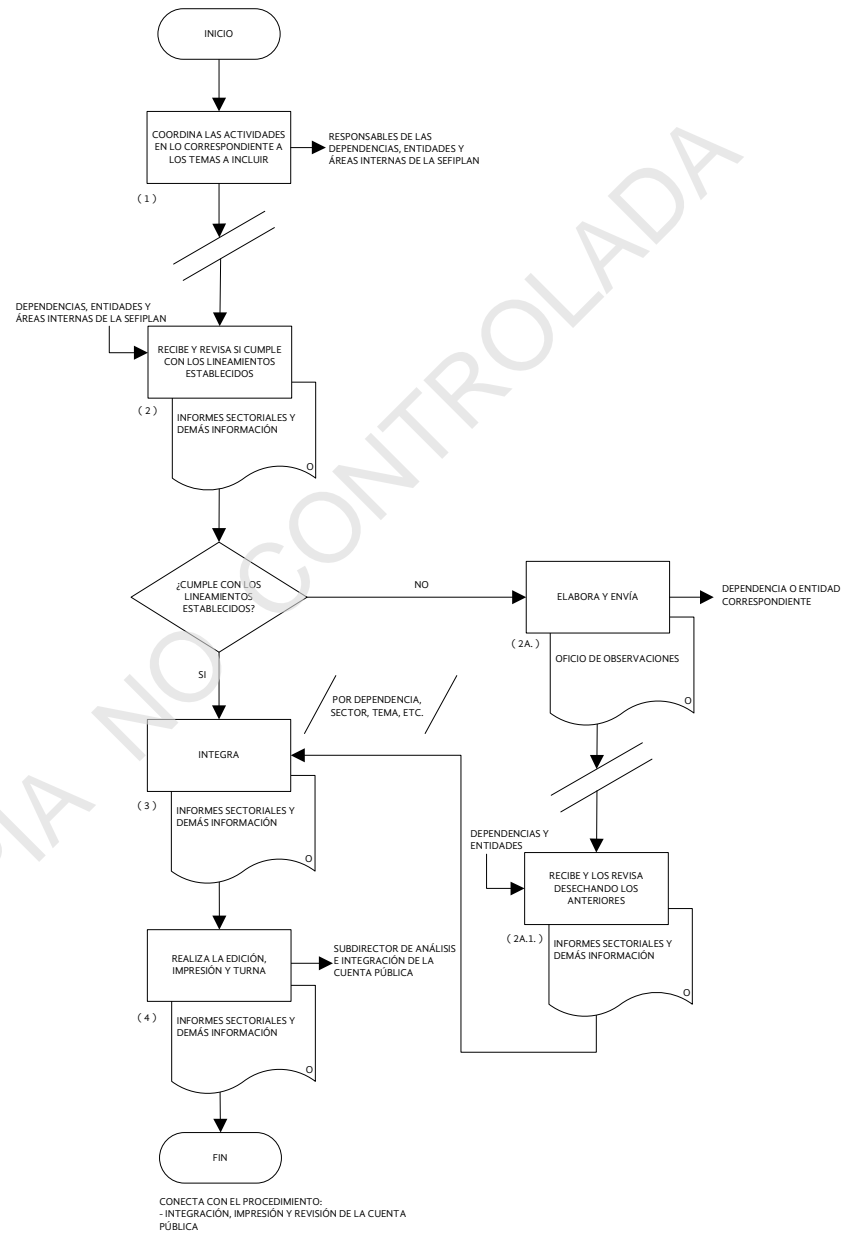 INICIO
COORDINA LAS ACTIVIDADES
EN LO CORRESPONDIENTE A
LOS TEMAS A INCLUIR
RESPONSABLES DE LAS
DEPENDENCIAS, ENTIDADES Y
ÁREAS INTERNAS DE LA SEFIPLAN
( 1 )
DEPENDENCIAS, ENTIDADES Y
ÁREAS INTERNAS DE LA SEFIPLAN
RECIBE Y REVISA SI CUMPLE
CON LOS LINEAMIENTOS
ESTABLECIDOS
( 2 )
INFORMES SECTORIALES Y
DEMÁS INFORMACIÓN
O
¿CUMPLE CON LOS
LINEAMIENTOS
ESTABLECIDOS?
NO
ELABORA Y ENVÍA
DEPENDENCIA O ENTIDAD
CORRESPONDIENTE
( 2A. )
OFICIO DE OBSERVACIONES
O
SI
POR DEPENDENCIA,
SECTOR, TEMA, ETC.
INTEGRA
( 3 )
INFORMES SECTORIALES Y
DEMÁS INFORMACIÓN
O
DEPENDENCIAS Y
ENTIDADES
RECIBE Y LOS REVISA
DESECHANDO LOS
ANTERIORES
( 2A.1. )
INFORMES SECTORIALES Y
DEMÁS INFORMACIÓN
O
REALIZA LA EDICIÓN,
IMPRESIÓN Y TURNA
SUBDIRECTOR DE ANÁLISIS
E INTEGRACIÓN DE LA
CUENTA PÚBLICA
( 4 )
INFORMES SECTORIALES Y
DEMÁS INFORMACIÓN
O
FIN
CONECTA CON EL PROCEDIMIENTO:
- INTEGRACIÓN, IMPRESIÓN Y REVISIÓN DE LA CUENTA
PÚBLICA
PIA NO CONTROLADA